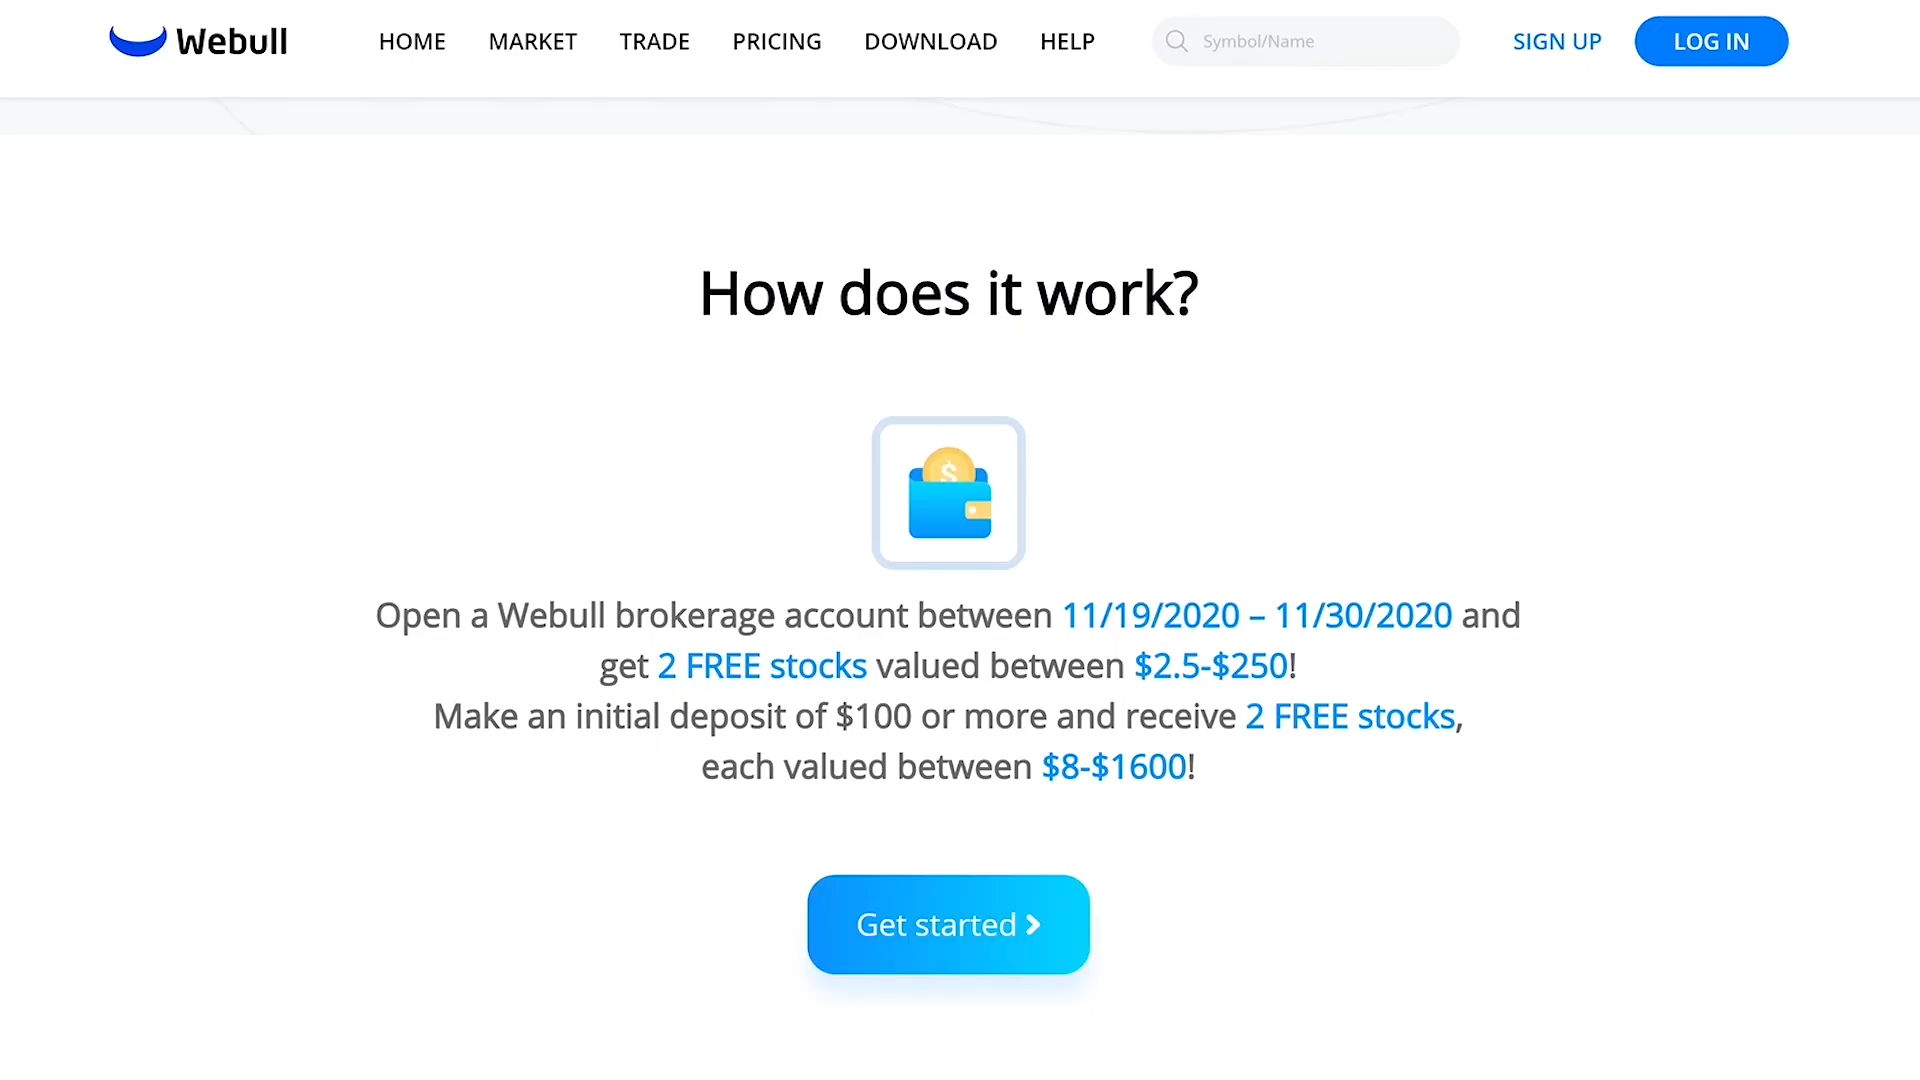 Webull HOME MARKET TRADE PRICING DOWNLOAD HELP Symbol/Name SIGN UP LOG IN
How does it work?
$
Open a Webull brokerage account between 11/19/2020 – 11/30/2020 and
get 2 FREE stocks valued between $2.5-$250!
Make an initial deposit of $100 or more and receive 2 FREE stocks,
each valued between $8-$1600!
Get started